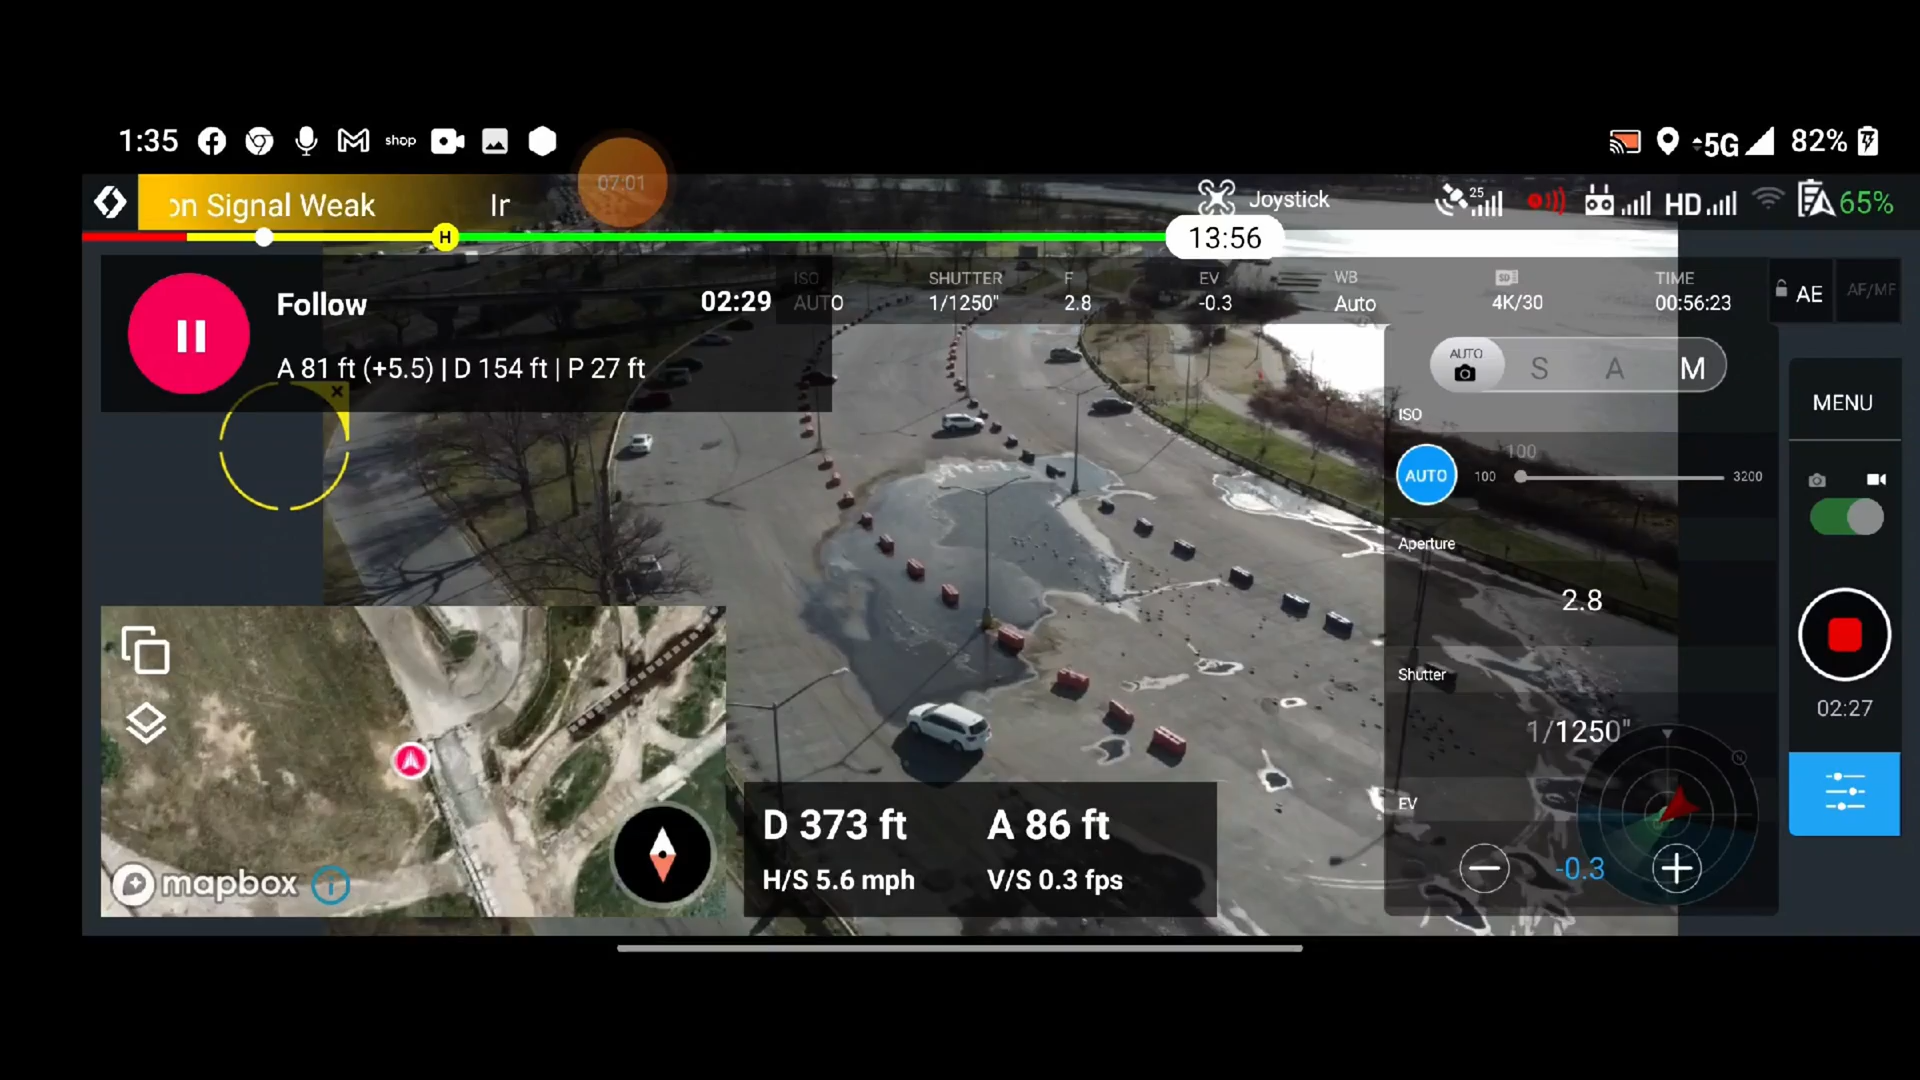 1:35
shop
5G
82%
07:01
on Signal Weak
Ir
Joystick
25
HD
65%
H
13:56
Follow
02:29
A 81 ft (+5.5) | D 154 ft | P 27 ft
ISO
AUTO
SHUTTER
1/1250"
F
2.8
EV
-0.3
WB
Auto
SD
4K/30
TIME
00:56:23
AE
AF/MF
AUTO
S
A
M
MENU
ISO
100
AUTO
100
3200
Aperture
2.8
Shutter
1/1250"
02:27
N
EV
-0.3
mapbox
D 373 ft
A 86 ft
H/S 5.6 mph
V/S 0.3 fps